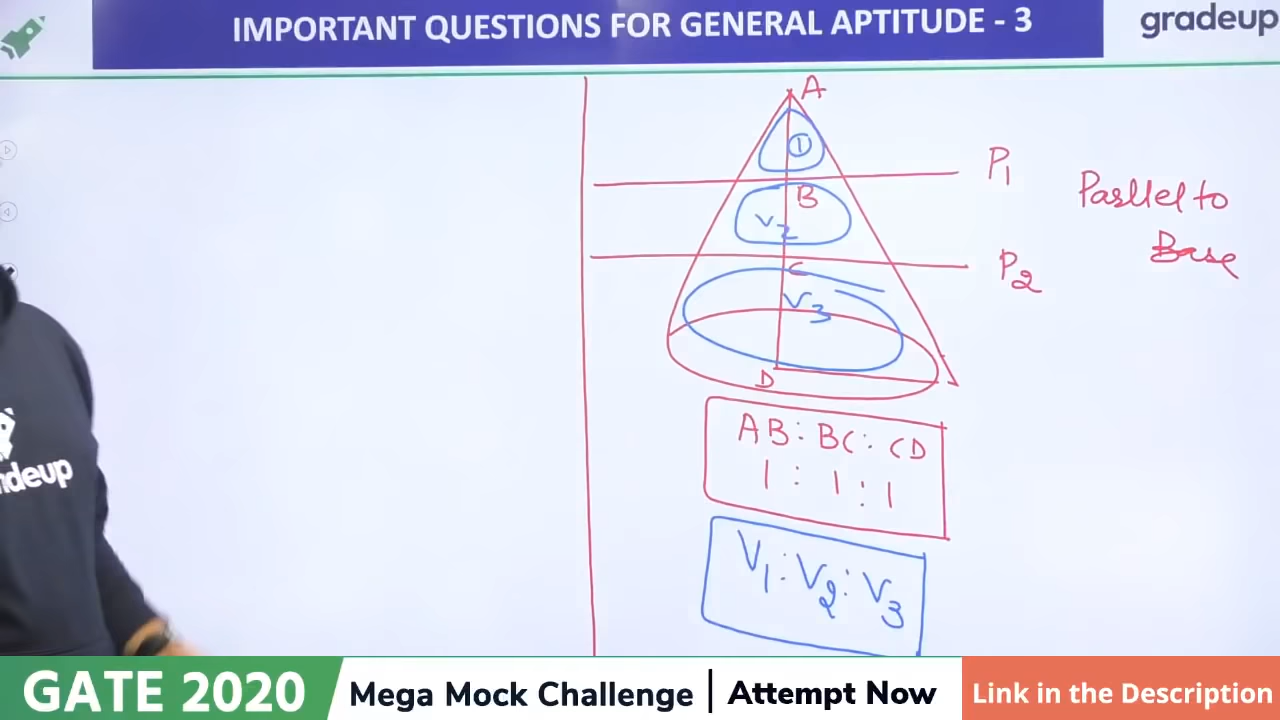 IMPORTANT QUESTIONS FOR GENERAL APTITUDE - 3
gradeup
A
1
P1
B
Parllel to
Base
V2
C
P2
V3
D
AB : BC : CD
1 : 1 : 1
V1 : V2 : V3
ndeup
GATE 2020
Mega Mock Challenge | Attempt Now
Link in the Description